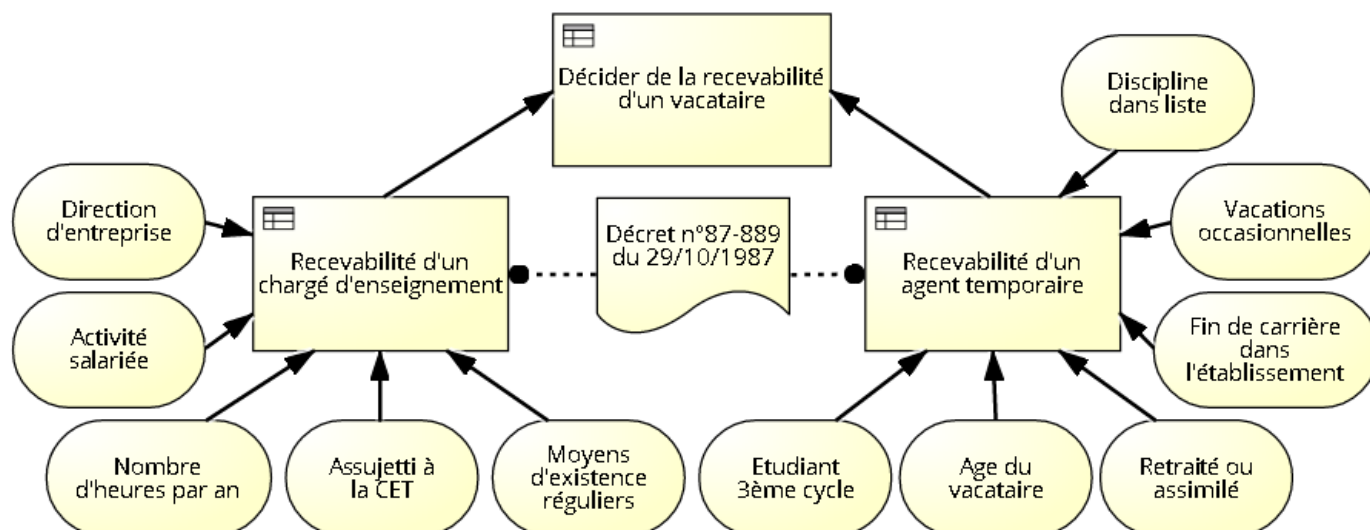 Décider de la recevabilité
d'un vacataire
Discipline
dans liste
Direction
d'entreprise
Recevabilité d'un
chargé d'enseignement
Décret n°87-889
du 29/10/1987
Recevabilité d'un
agent temporaire
Vacations
occasionnelles
Activité
salariée
Fin de carrière
dans
l'établissement
Nombre
d'heures par an
Assujetti à
la CET
Moyens
d'existence
réguliers
Etudiant
3ème cycle
Age du
vacataire
Retraité ou
assimilé